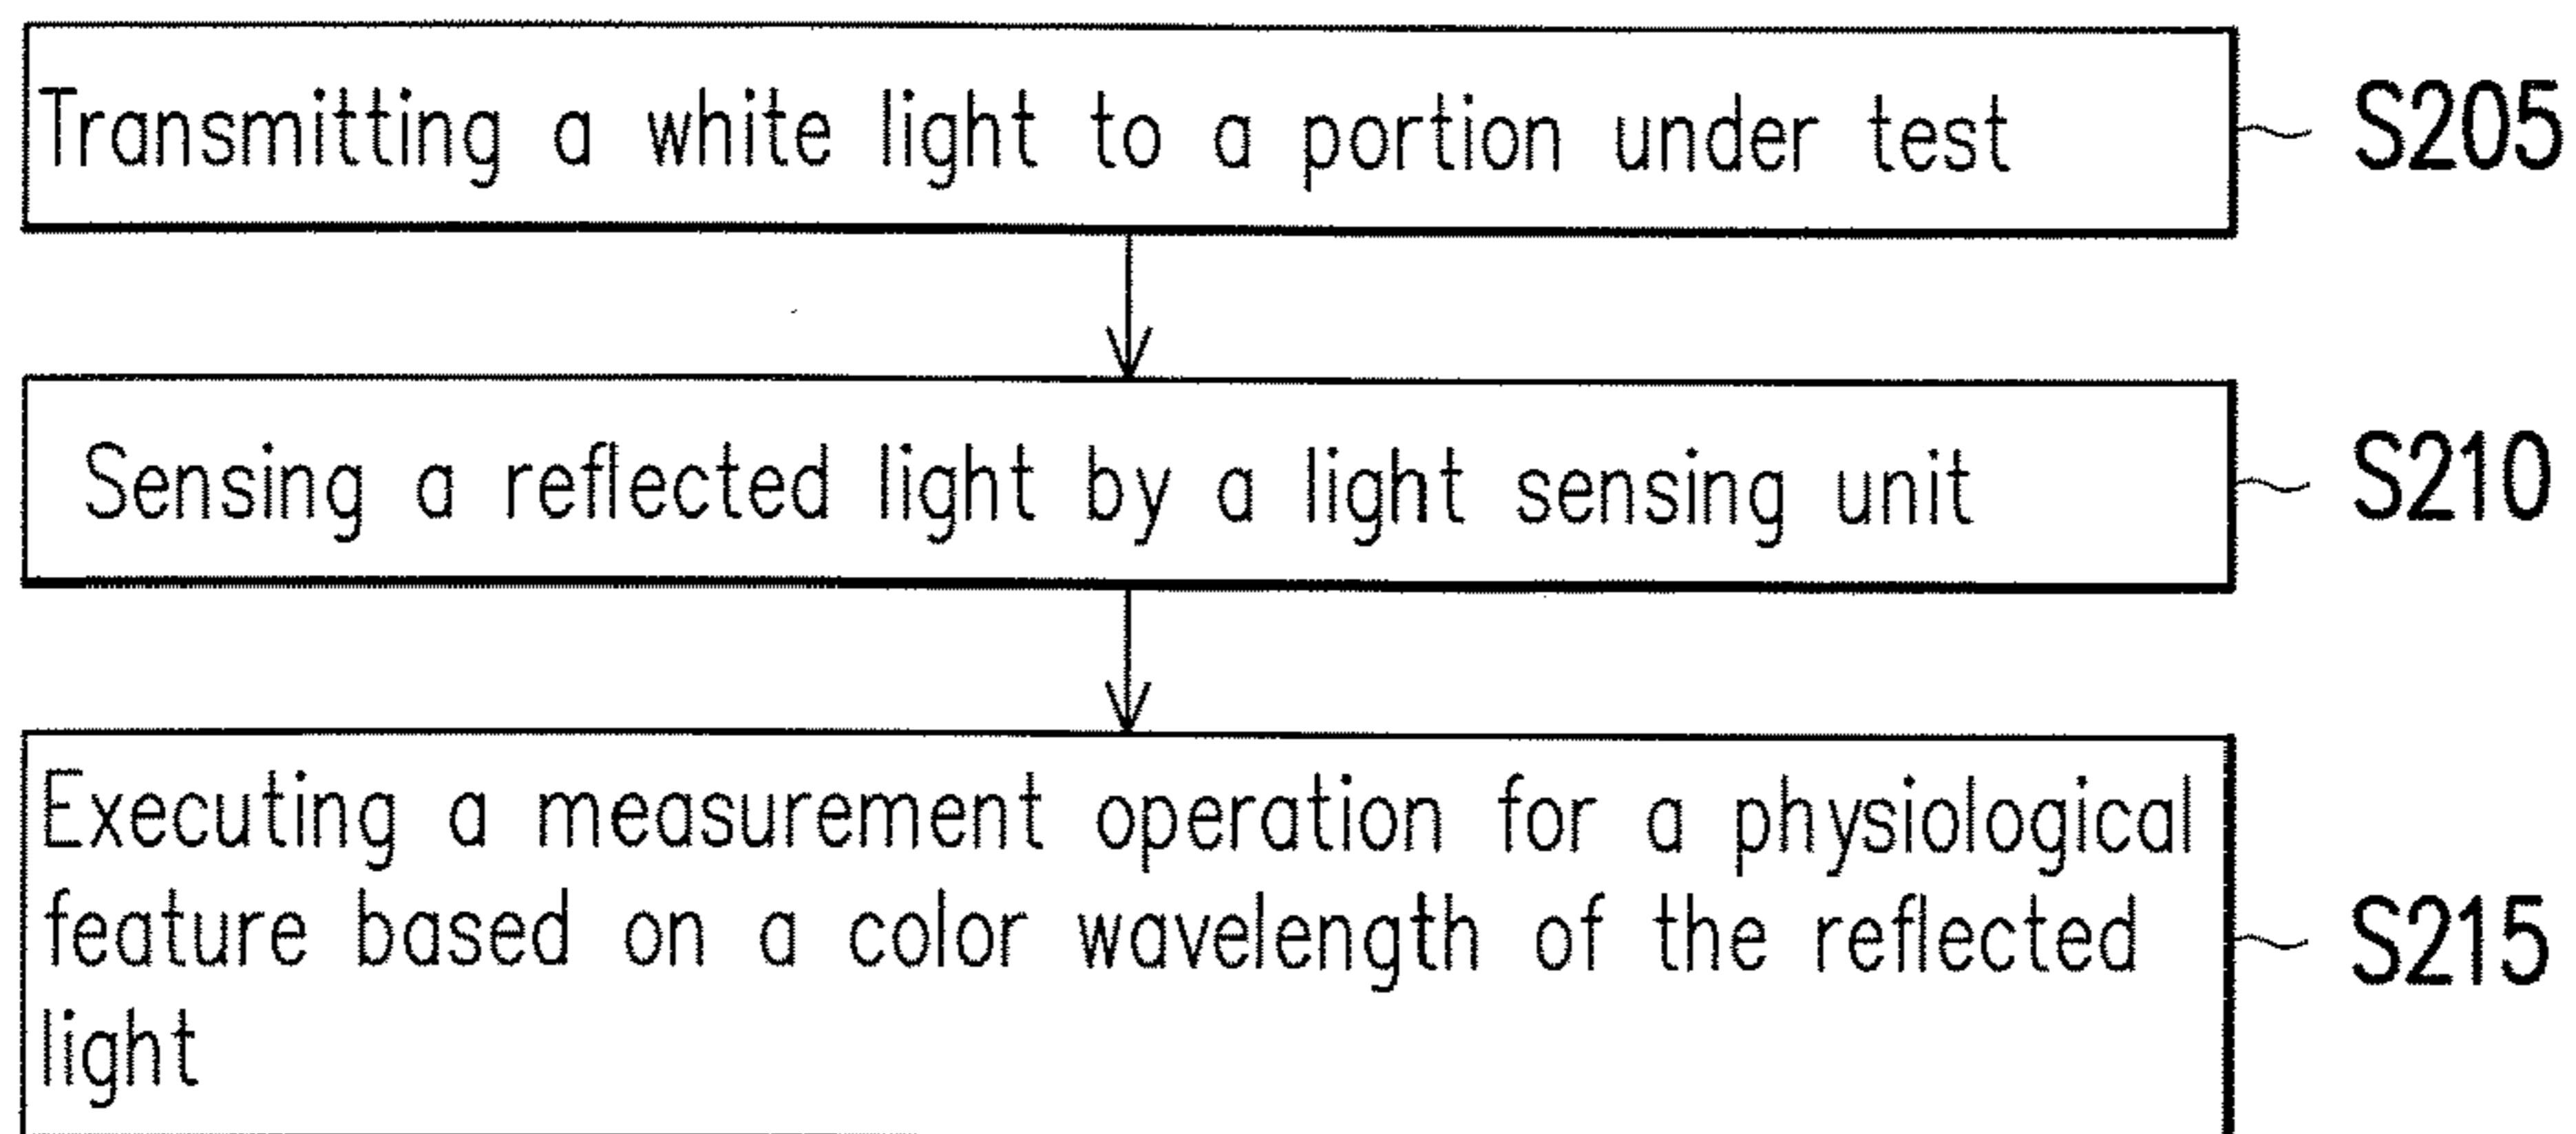 Transmitting a white light to a portion under test
S205
Sensing a reflected light by a light sensing unit
S210
Executing a measurement operation for a physiological
feature based on a color wavelength of the reflected
light
S215